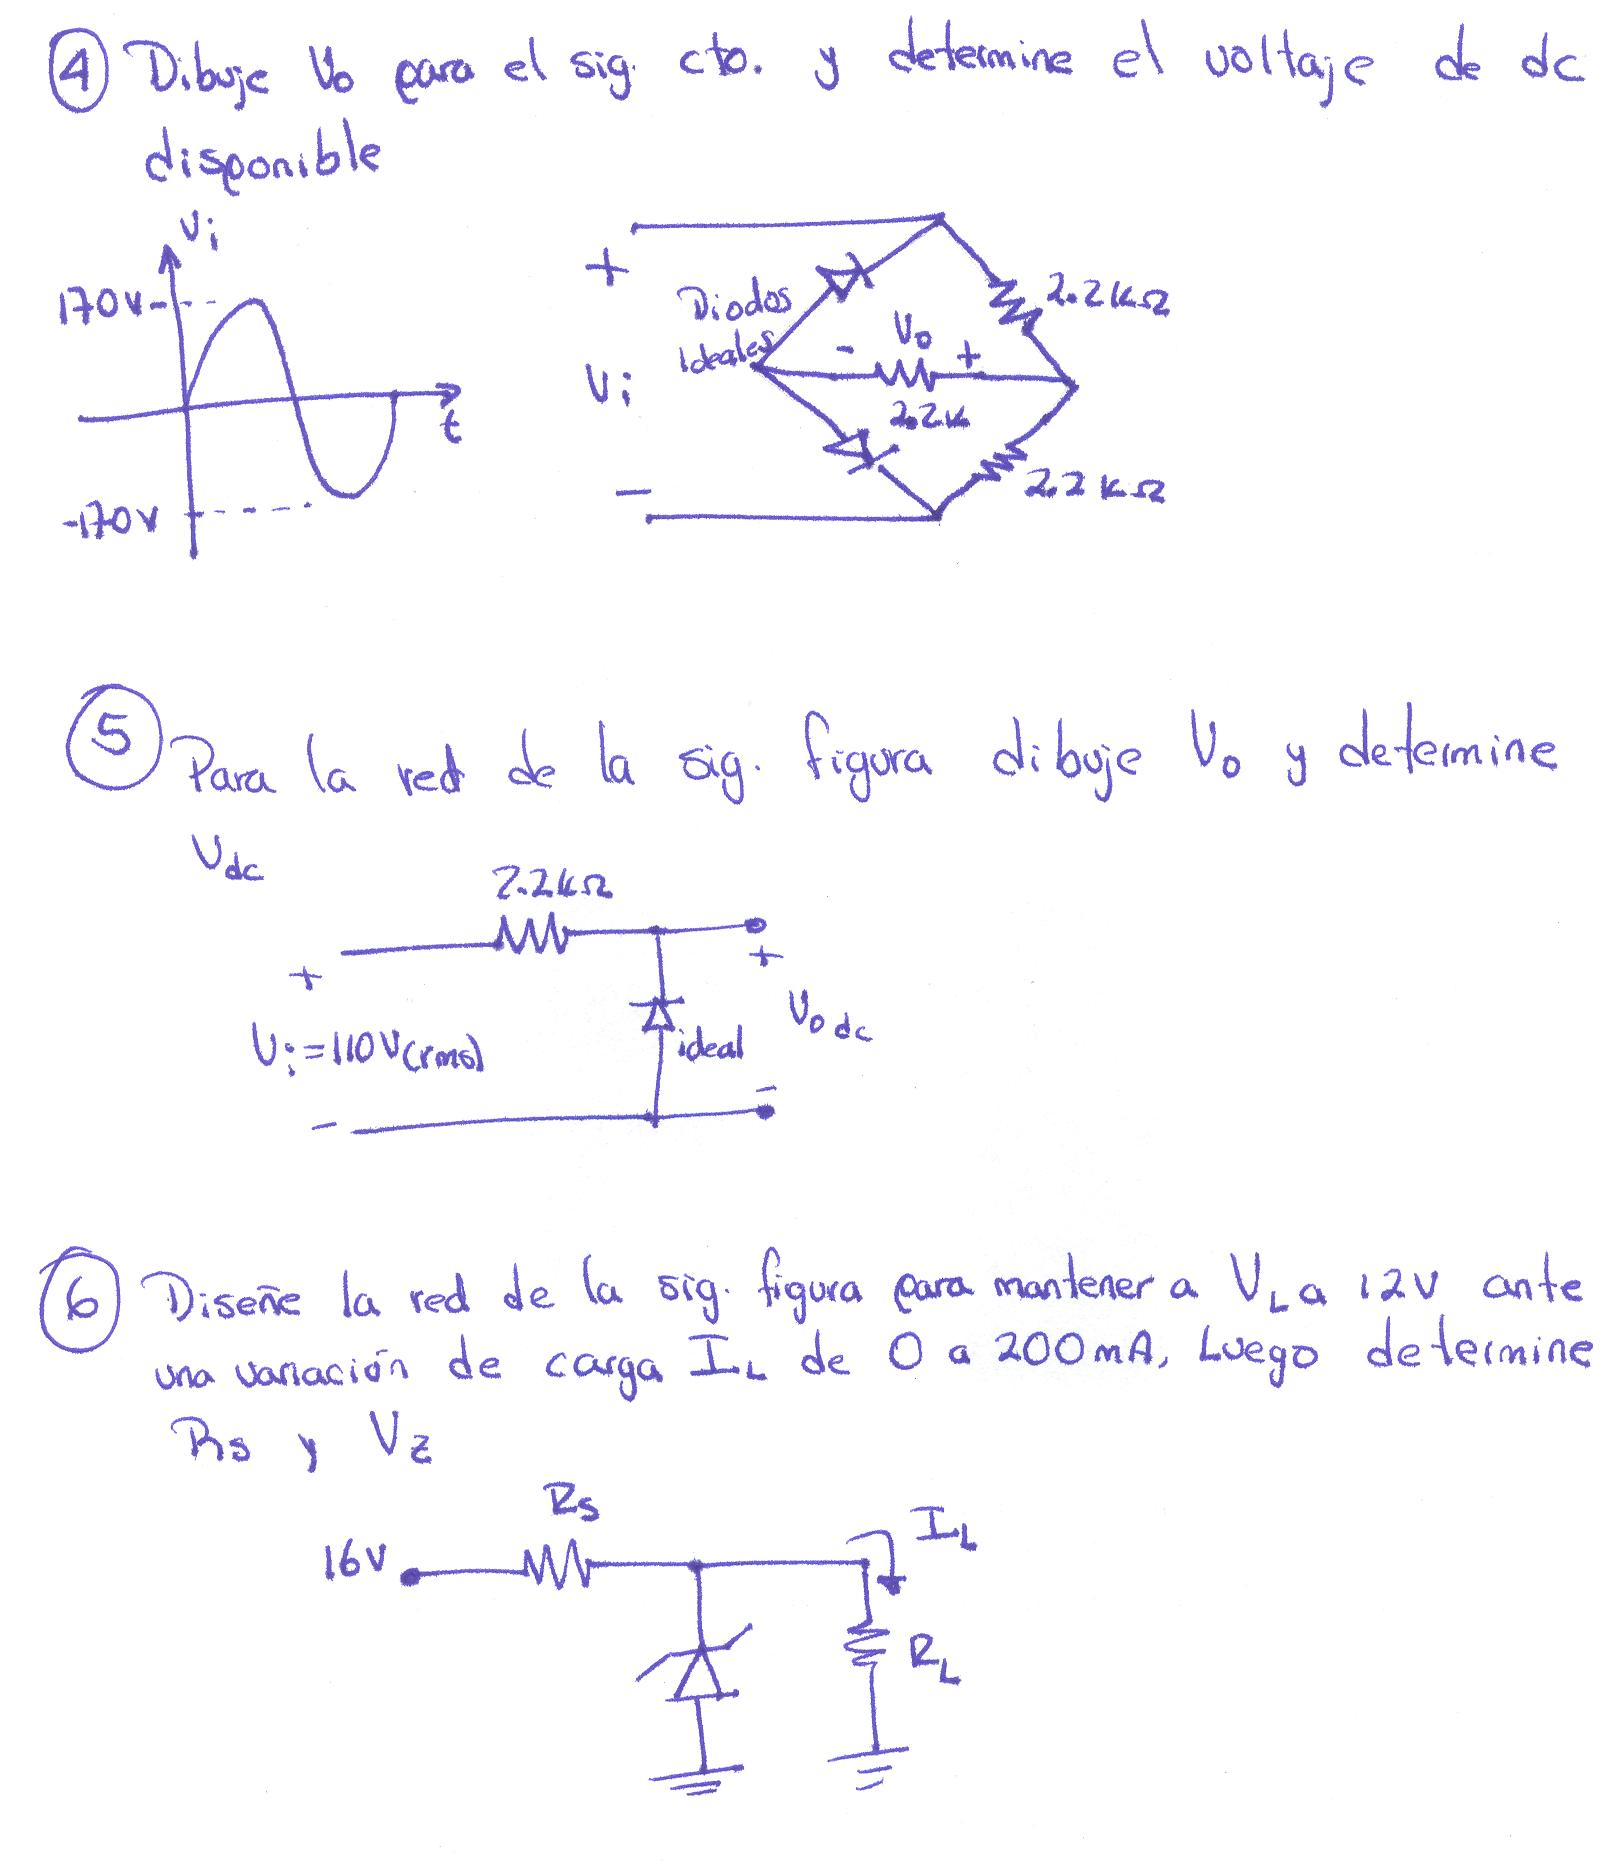 4 Dibuje Vo para el sig. cto. y determine el voltaje de dc
disponible
Vi
170V
-170V
t
+
Vi
-
Diodos
ideales
2.2KΩ
- Vo +
2.2K
2.2KΩ
5 Para la red de la sig. figura dibuje Vo y determine
Vdc
2.2KΩ
+
Vi=110V(rms)
-
ideal
+
Vo dc
-
6 Diseñe la red de la sig. figura para mantener a VL a 12V ante
una variación de carga IL de 0 a 200mA. Luego determine
Rs y Vz
Rs
16V
IL
RL